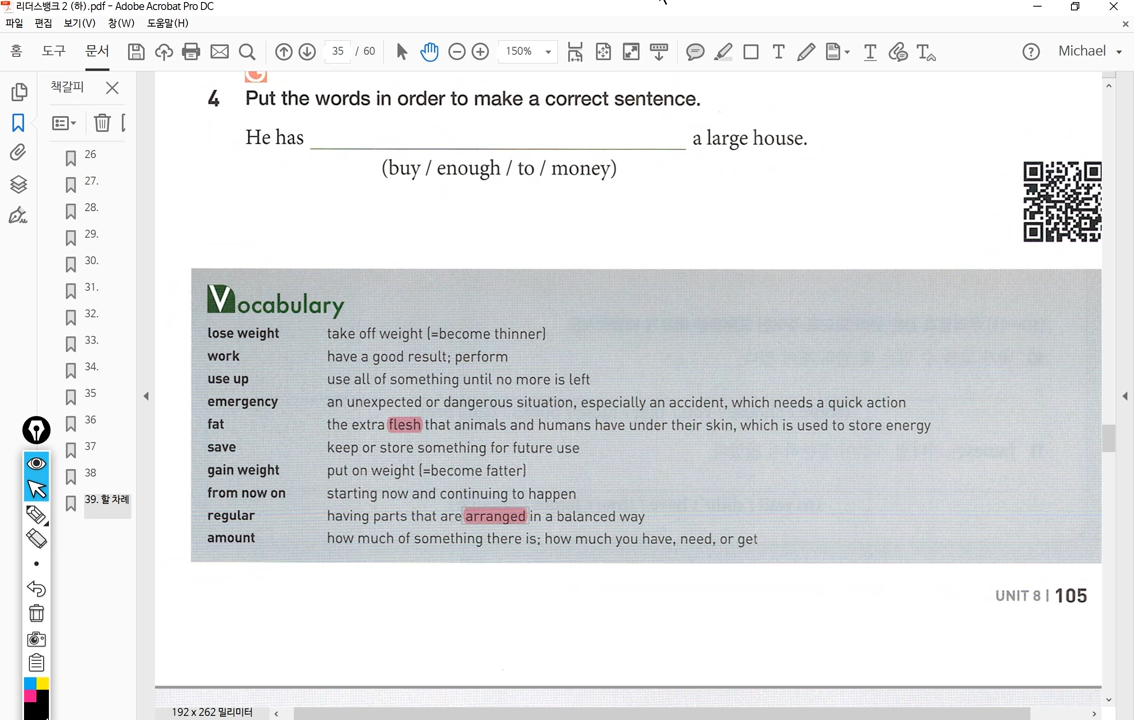 리더스뱅크 2 (하).pdf - Adobe Acrobat Pro DC
파일 편집 보기(V) 창(W) 도움말(H)
홈 도구 문서 35 / 60 150% Michael
책갈피
26
27.
28.
29.
30.
31.
32.
33.
34.
35
36
37
38
39. 할 차례
4 Put the words in order to make a correct sentence.
He has ______ a large house.
(buy / enough / to / money)
Vocabulary
lose weight take off weight (=become thinner)
work have a good result; perform
use up use all of something until no more is left
emergency an unexpected or dangerous situation, especially an accident, which needs a quick action
fat the extra flesh that animals and humans have under their skin, which is used to store energy
save keep or store something for future use
gain weight put on weight (=become fatter)
from now on starting now and continuing to happen
regular having parts that are arranged in a balanced way
amount how much of something there is; how much you have, need, or get
UNIT 8 | 105
192 x 262 밀리미터